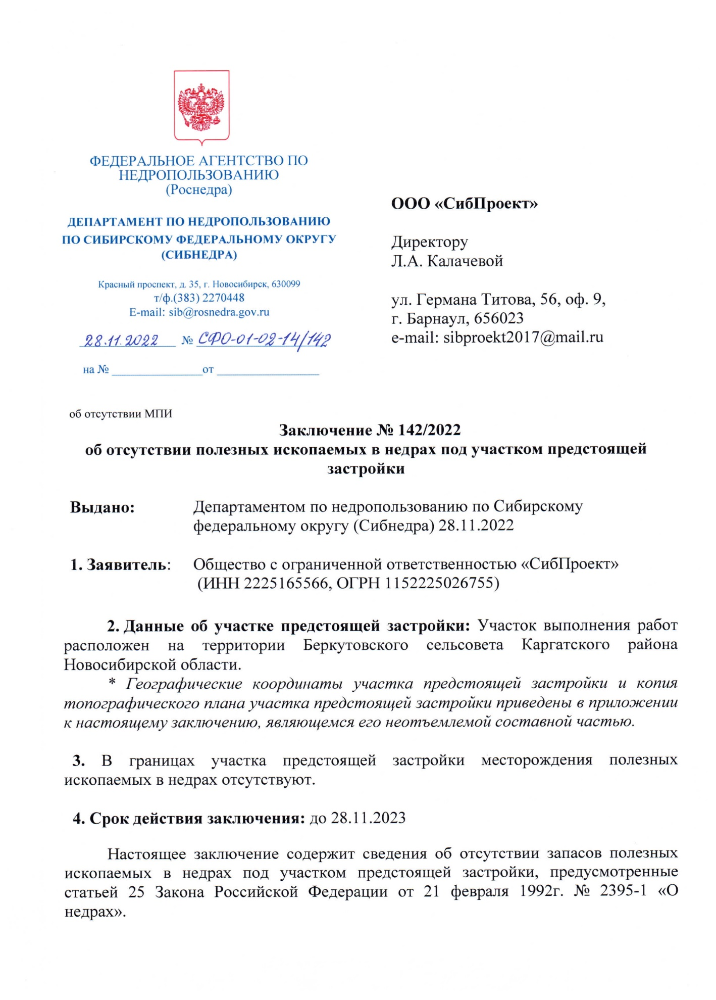 ФЕДЕРАЛЬНОЕ АГЕНТСТВО ПО
НЕДРОПОЛЬЗОВАНИЮ
(Роснедра)
ДЕПАРТАМЕНТ ПО НЕДРОПОЛЬЗОВАНИЮ
ПО СИБИРСКОМУ ФЕДЕРАЛЬНОМУ ОКРУГУ
(СИБНЕДРА)
Красный проспект, д. 35, г. Новосибирск, 630099
т/ф.(383) 2270448
E-mail: sib@rosnedra.gov.ru
28.11.2022 № СФО-01-02-14/142
на № ________________от __________________
ООО «СибПроект»
Директору
Л.А. Калачевой
ул. Германа Титова, 56, оф. 9,
г. Барнаул, 656023
e-mail: sibproekt2017@mail.ru
об отсутствии МПИ
Заключение № 142/2022
об отсутствии полезных ископаемых в недрах под участком предстоящей
застройки
Выдано: Департаментом по недропользованию по Сибирскому
федеральному округу (Сибнедра) 28.11.2022
1. Заявитель: Общество с ограниченной ответственностью «СибПроект»
(ИНН 2225165566, ОГРН 1152225026755)
2. Данные об участке предстоящей застройки: Участок выполнения работ
расположен на территории Беркутовского сельсовета Каргатского района
Новосибирской области.
* Географические координаты участка предстоящей застройки и копия
топографического плана участка предстоящей застройки приведены в приложении
к настоящему заключению, являющемся его неотъемлемой составной частью.
3. В границах участка предстоящей застройки месторождения полезных
ископаемых в недрах отсутствуют.
4. Срок действия заключения: до 28.11.2023
Настоящее заключение содержит сведения об отсутствии запасов полезных
ископаемых в недрах под участком предстоящей застройки, предусмотренные
статьей 25 Закона Российской Федерации от 21 февраля 1992г. № 2395-1 «О
недрах».